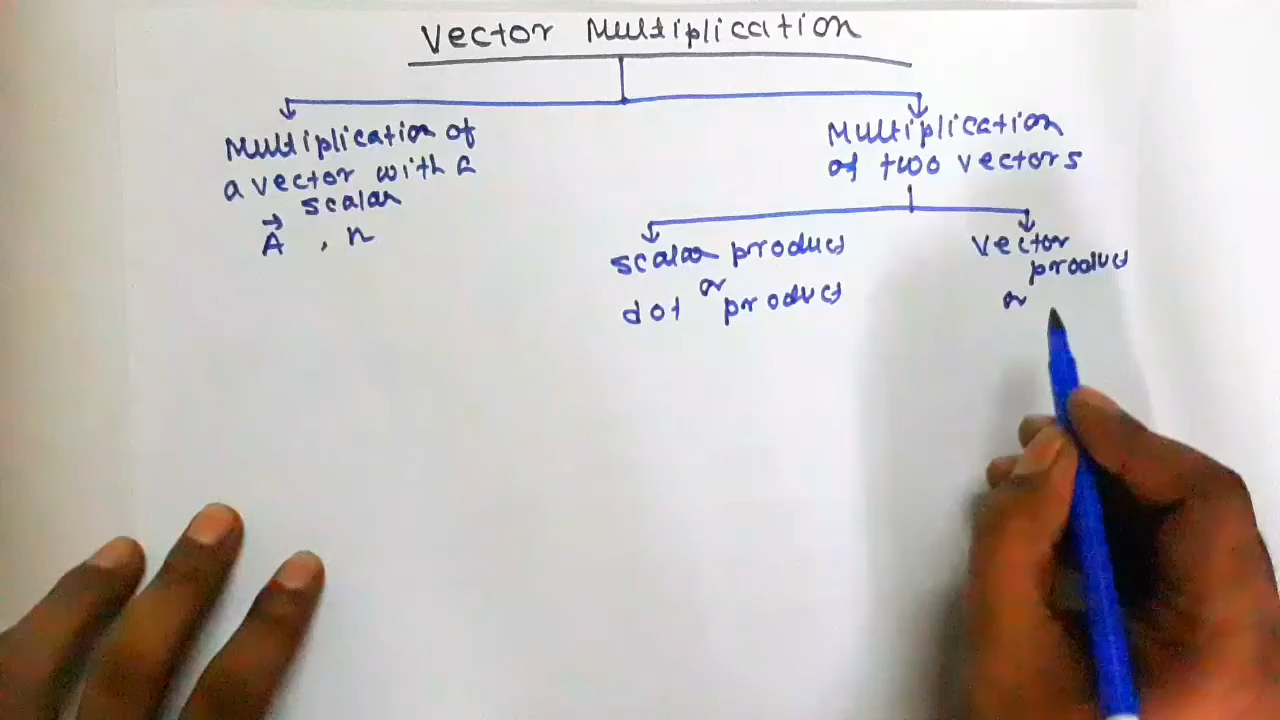 Vector Multiplication
Multiplication of
a vector with a
scalar
A⃗ , n
Multiplication
of two vectors
scalar product
or
dot product
Vector
product
or